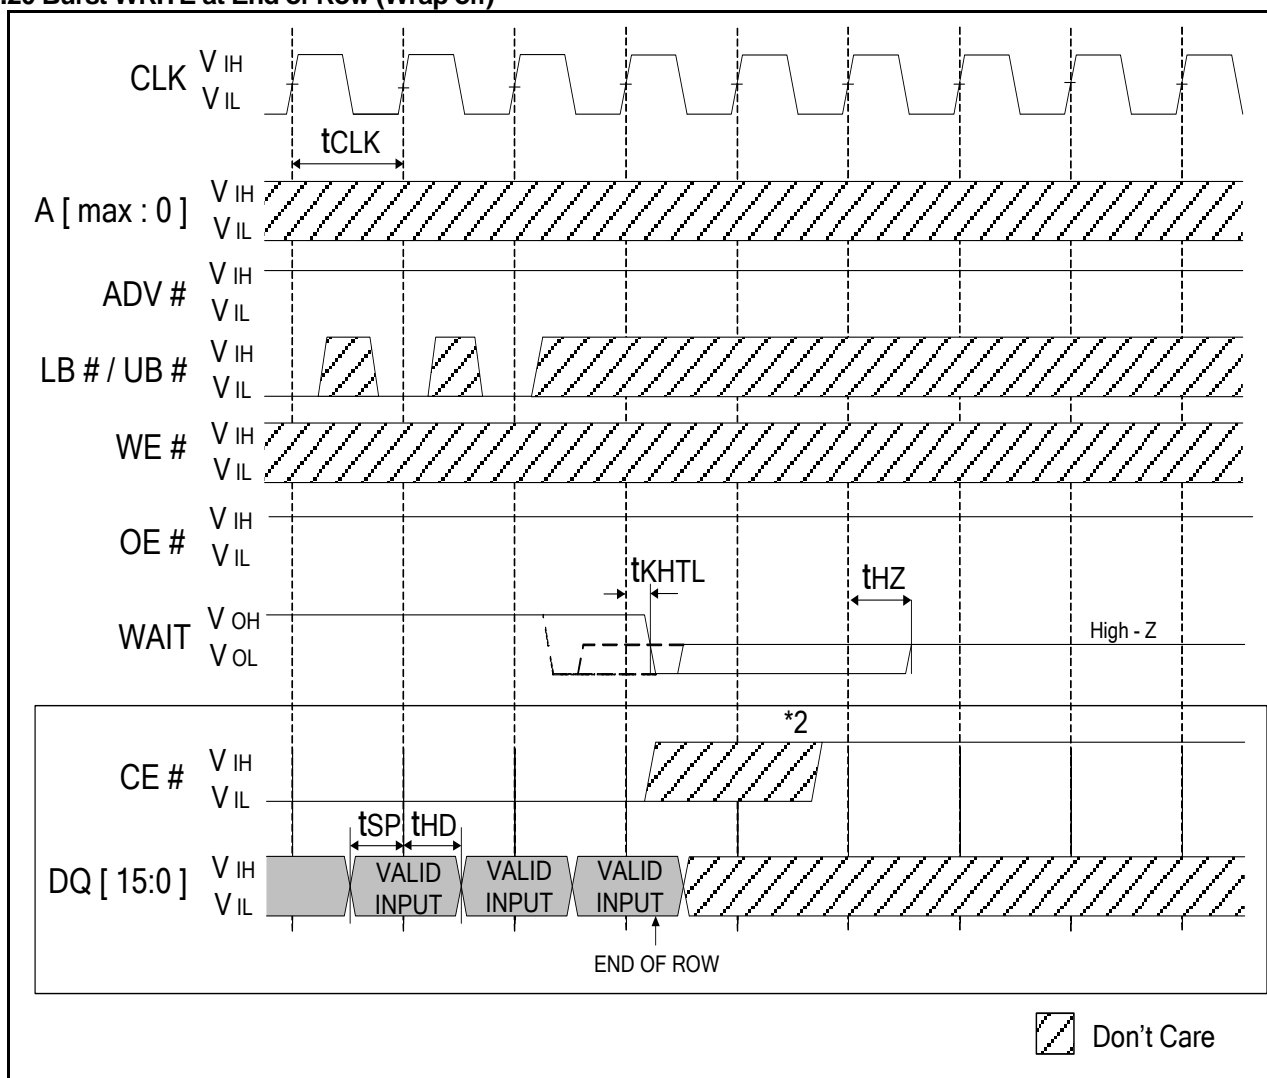 CLK V IH
V IL
tCLK
A [ max : 0 ] V IH
V IL
ADV # V IH
V IL
LB # / UB # V IH
V IL
WE # V IH
V IL
OE # V IH
V IL
tKHTL tHZ
WAIT V OH
V OL
High - Z
*2
CE # V IH
V IL
tSP tHD
DQ [ 15:0 ] V IH
V IL
VALID INPUT
VALID INPUT
VALID INPUT
END OF ROW
Don't Care